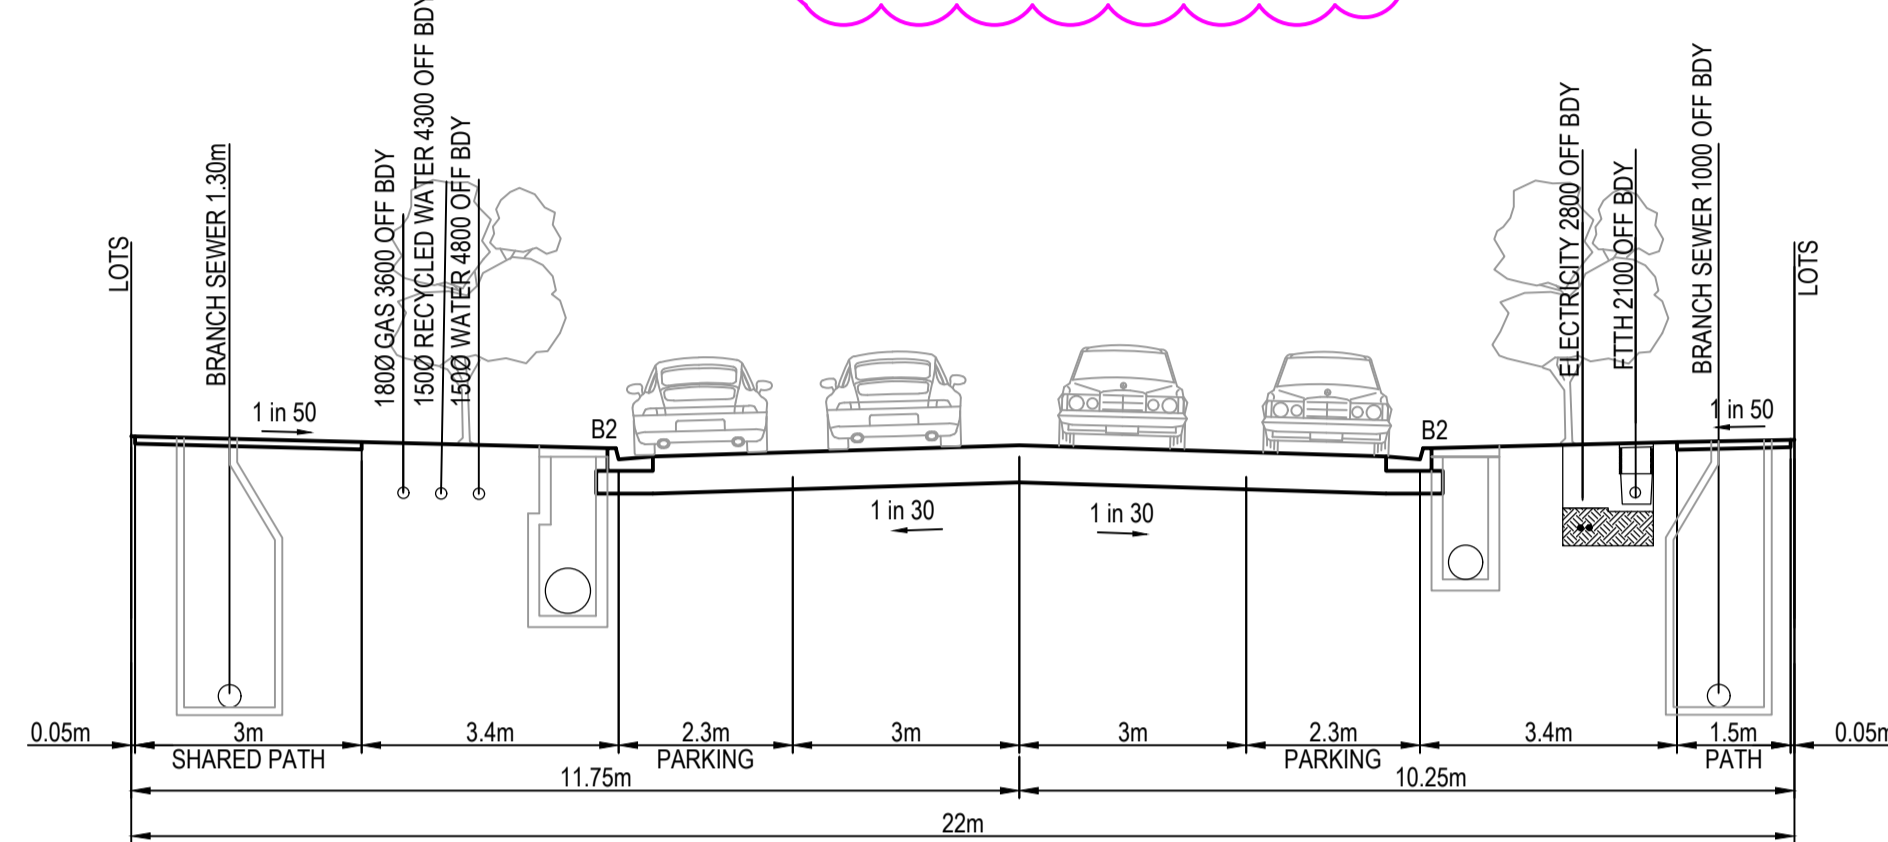 LOTS
BRANCH SEWER 1.30m
180Ø GAS 3600 OFF BDY
150Ø RECYCLED WATER 4300 OFF BDY
150Ø WATER 4800 OFF BDY
ELECTRICITY 2800 OFF BDY
FTTH 2100 OFF BDY
BRANCH SEWER 1000 OFF BDY
LOTS
1 in 50
B2
B2
1 in 50
1 in 30
1 in 30
0.05m
3m
3.4m
2.3m
3m
3m
2.3m
3.4m
1.5m
0.05m
SHARED PATH
PARKING
PARKING
PATH
11.75m
10.25m
22m